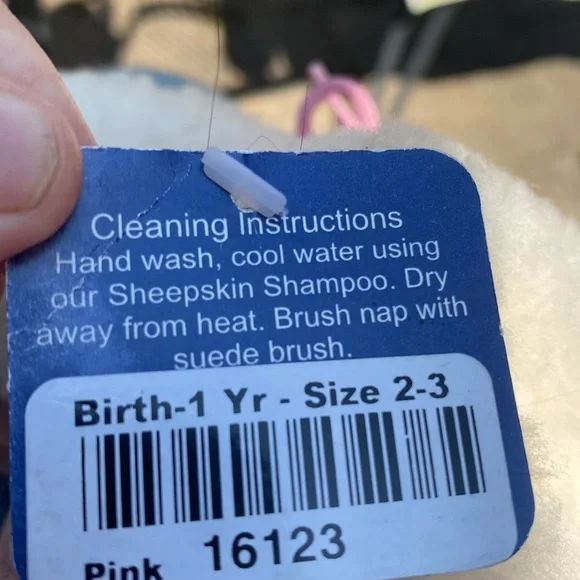 Cleaning Instructions
Hand wash, cool water using
our Sheepskin Shampoo. Dry
away from heat. Brush nap with
suede brush.
Birth-1 Yr - Size 2-3
Pink 16123